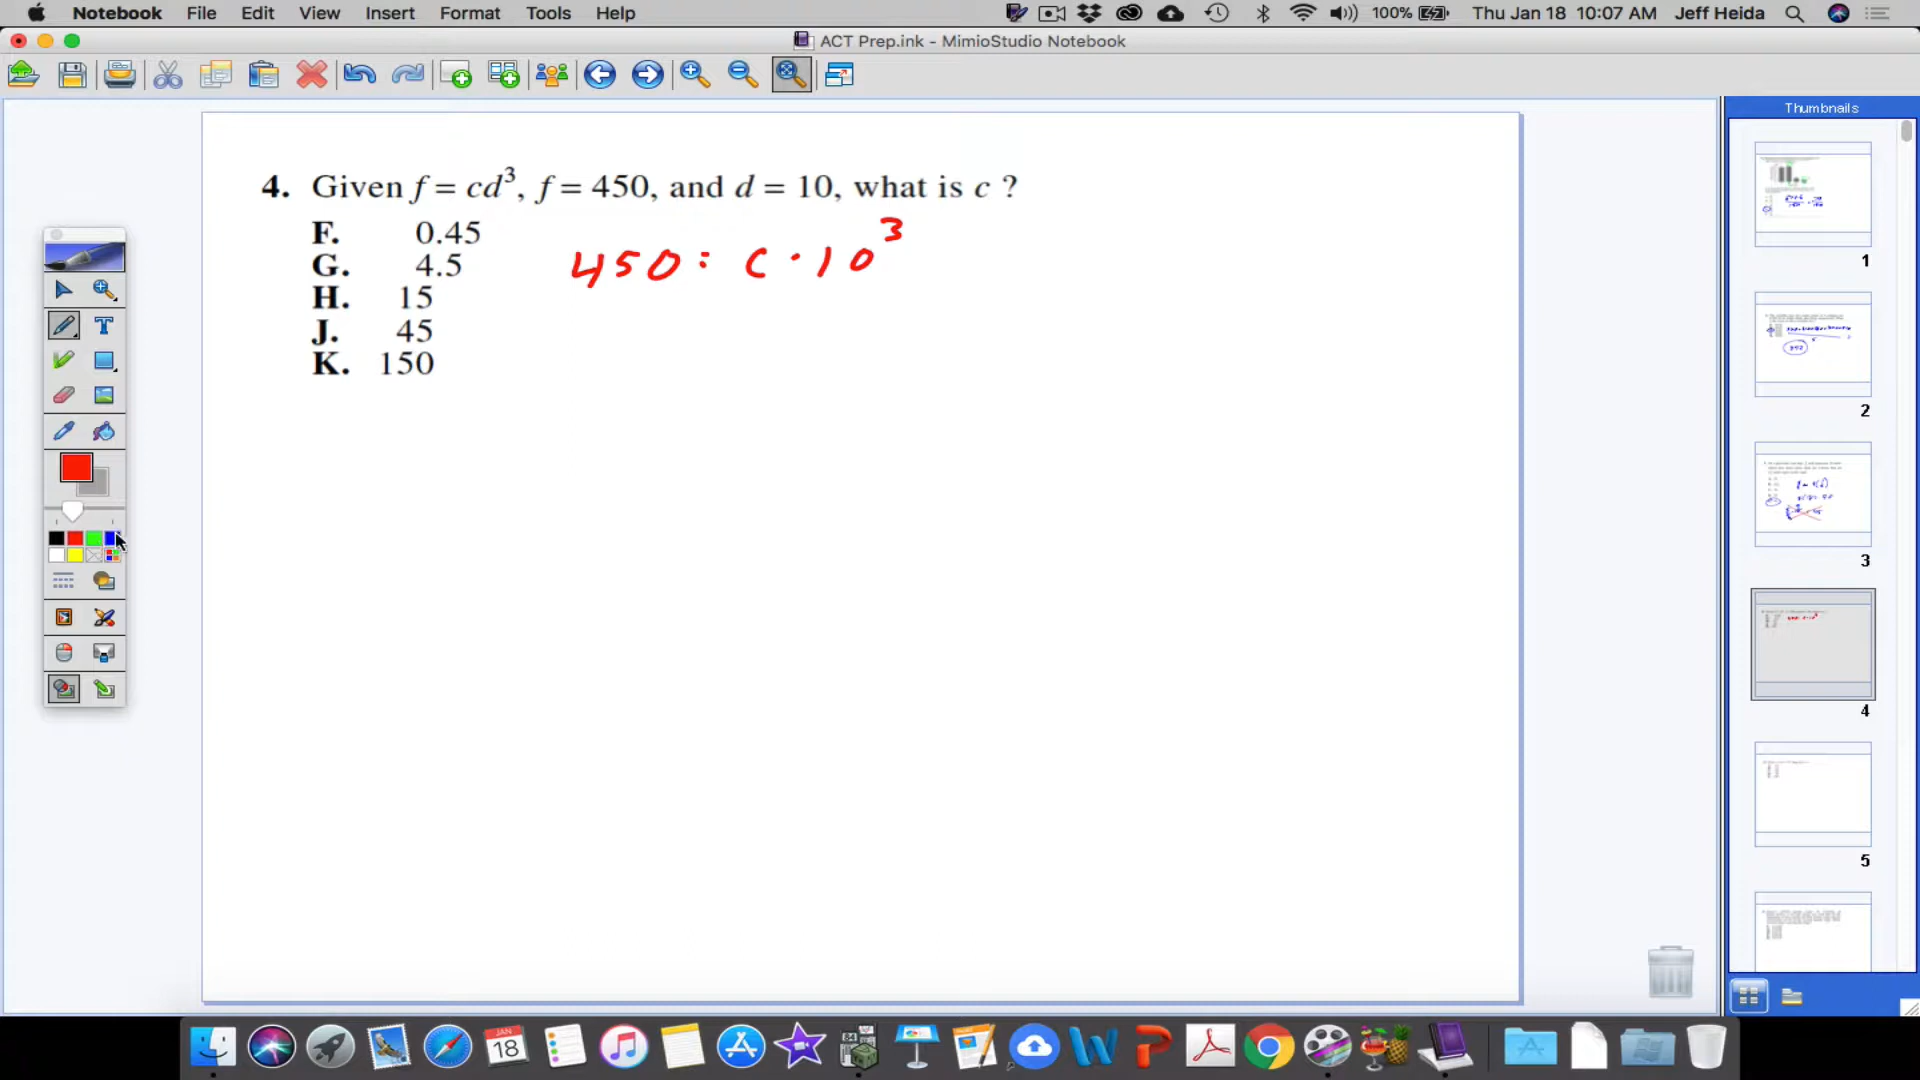 Notebook File Edit View Insert Format Tools Help 100% Thu Jan 18 10:07 AM Jeff Heida
ACT Prep.ink - MimioStudio Notebook
Thumbnails
4. Given f = cd³, f = 450, and d = 10, what is c ?
F. 0.45
G. 4.5
H. 15
J. 45
K. 150
450 = c · 10³
1
2
3
4
5
JAN
18